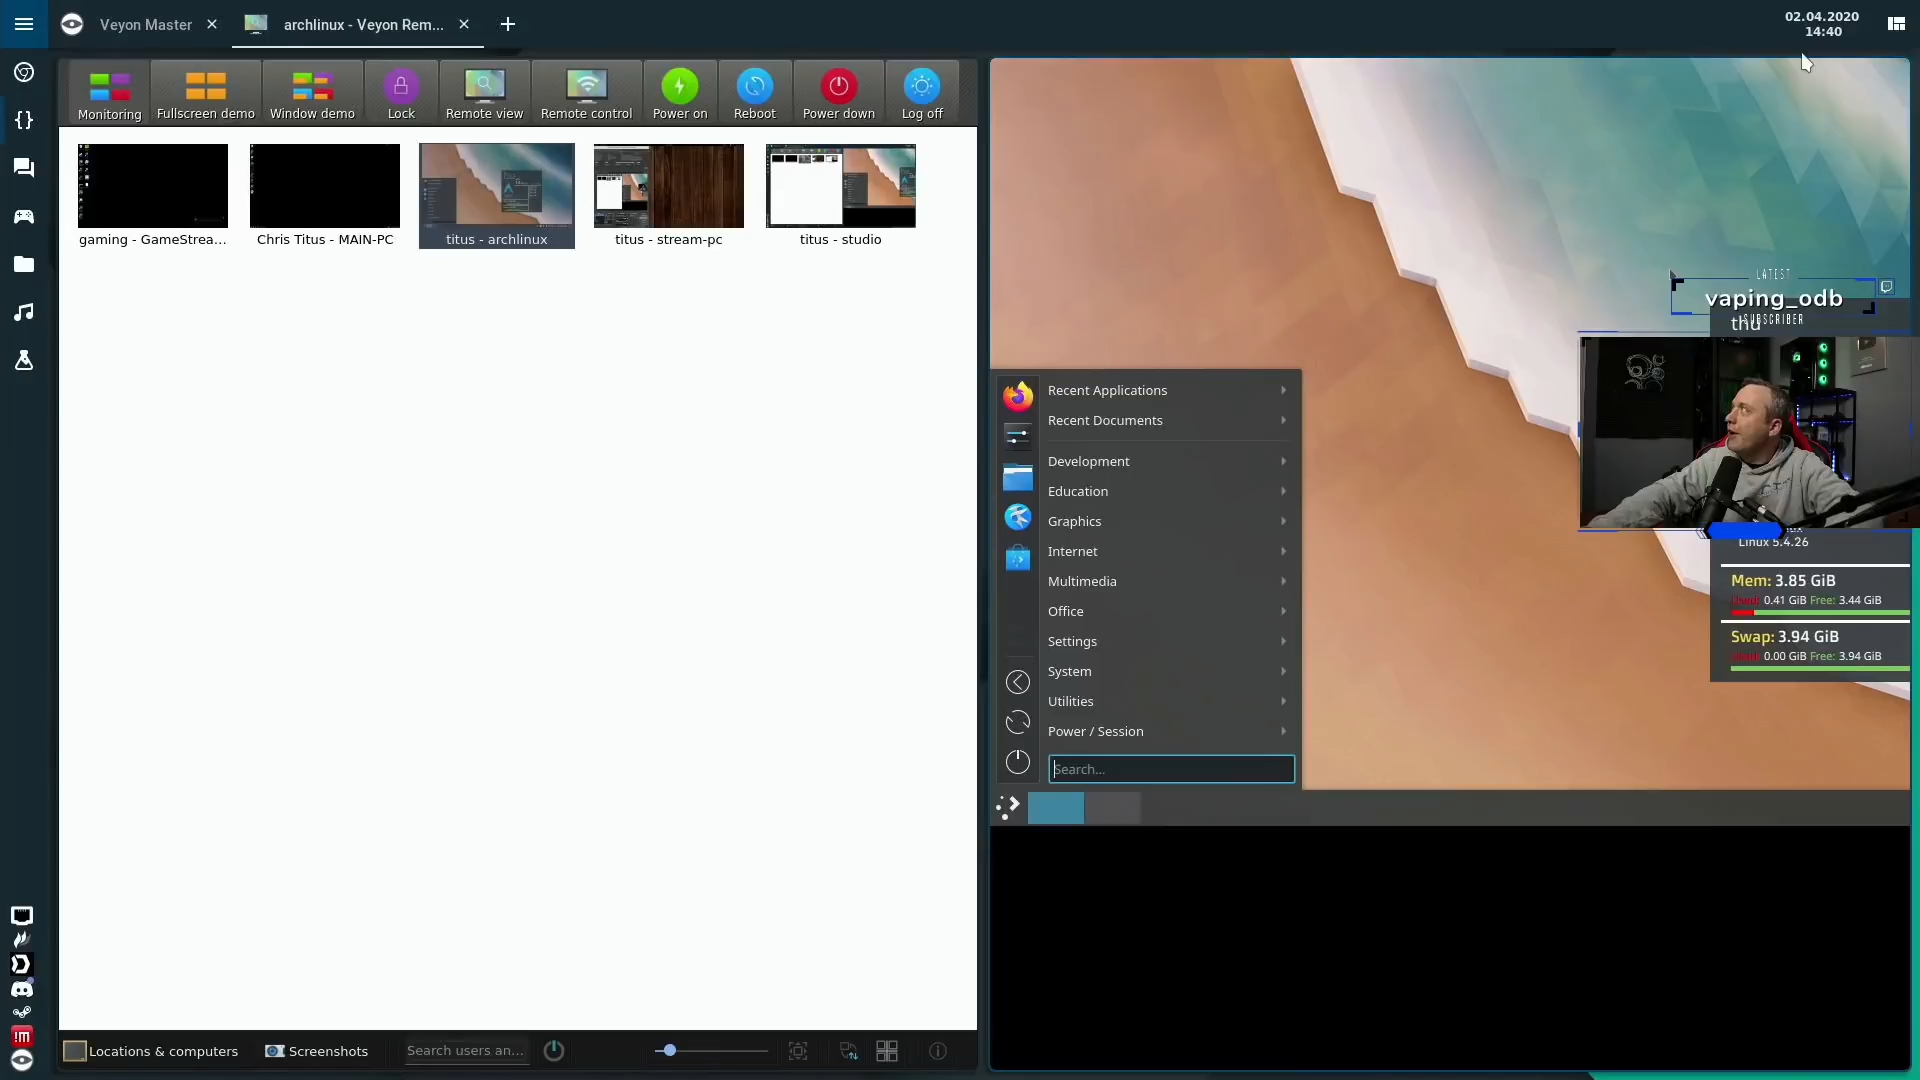 Veyon Master
archlinux - Veyon Rem...
02.04.2020
14:40
Monitoring
Fullscreen demo
Window demo
Lock
Remote view
Remote control
Power on
Reboot
Power down
Log off
gaming - GameStrea...
Chris Titus - MAIN-PC
titus - archlinux
titus - stream-pc
titus - studio
LATEST
vaping_odb
SUBSCRIBER
thu
Recent Applications
Recent Documents
Development
Education
Graphics
Internet
Multimedia
Office
Settings
System
Utilities
Power / Session
Search...
Linux 5.4.26
Mem: 3.85 GiB
0.41 GiB Free: 3.44 GiB
Swap: 3.94 GiB
0.00 GiB Free: 3.94 GiB
!m
Locations & computers
Screenshots
Search users an...